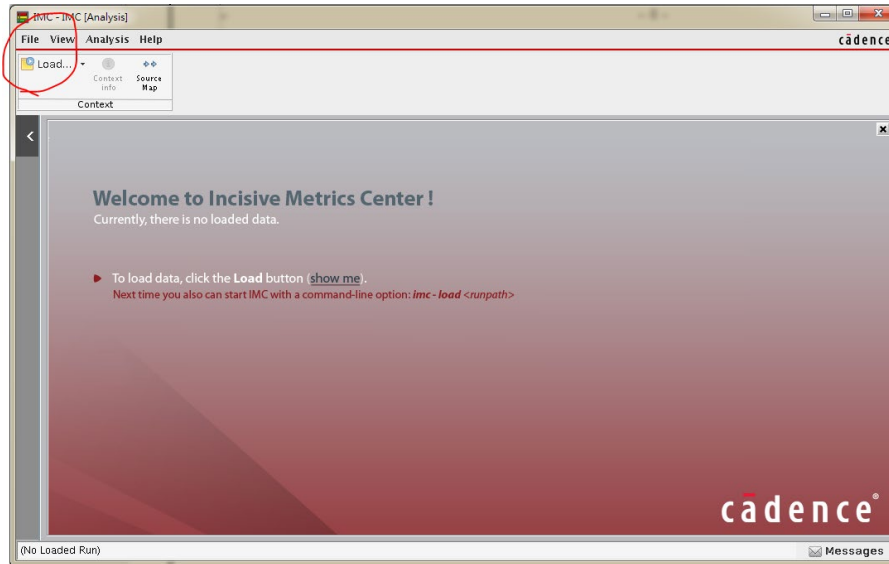 IMC - IMC [Analysis]
File View Analysis Help
cādence
Load...
Context info
Source Map
Context
Welcome to Incisive Metrics Center !
Currently, there is no loaded data.
To load data, click the Load button (show me).
Next time you also can start IMC with a command-line option: imc - load <runpath>
cādence®
(No Loaded Run)
Messages